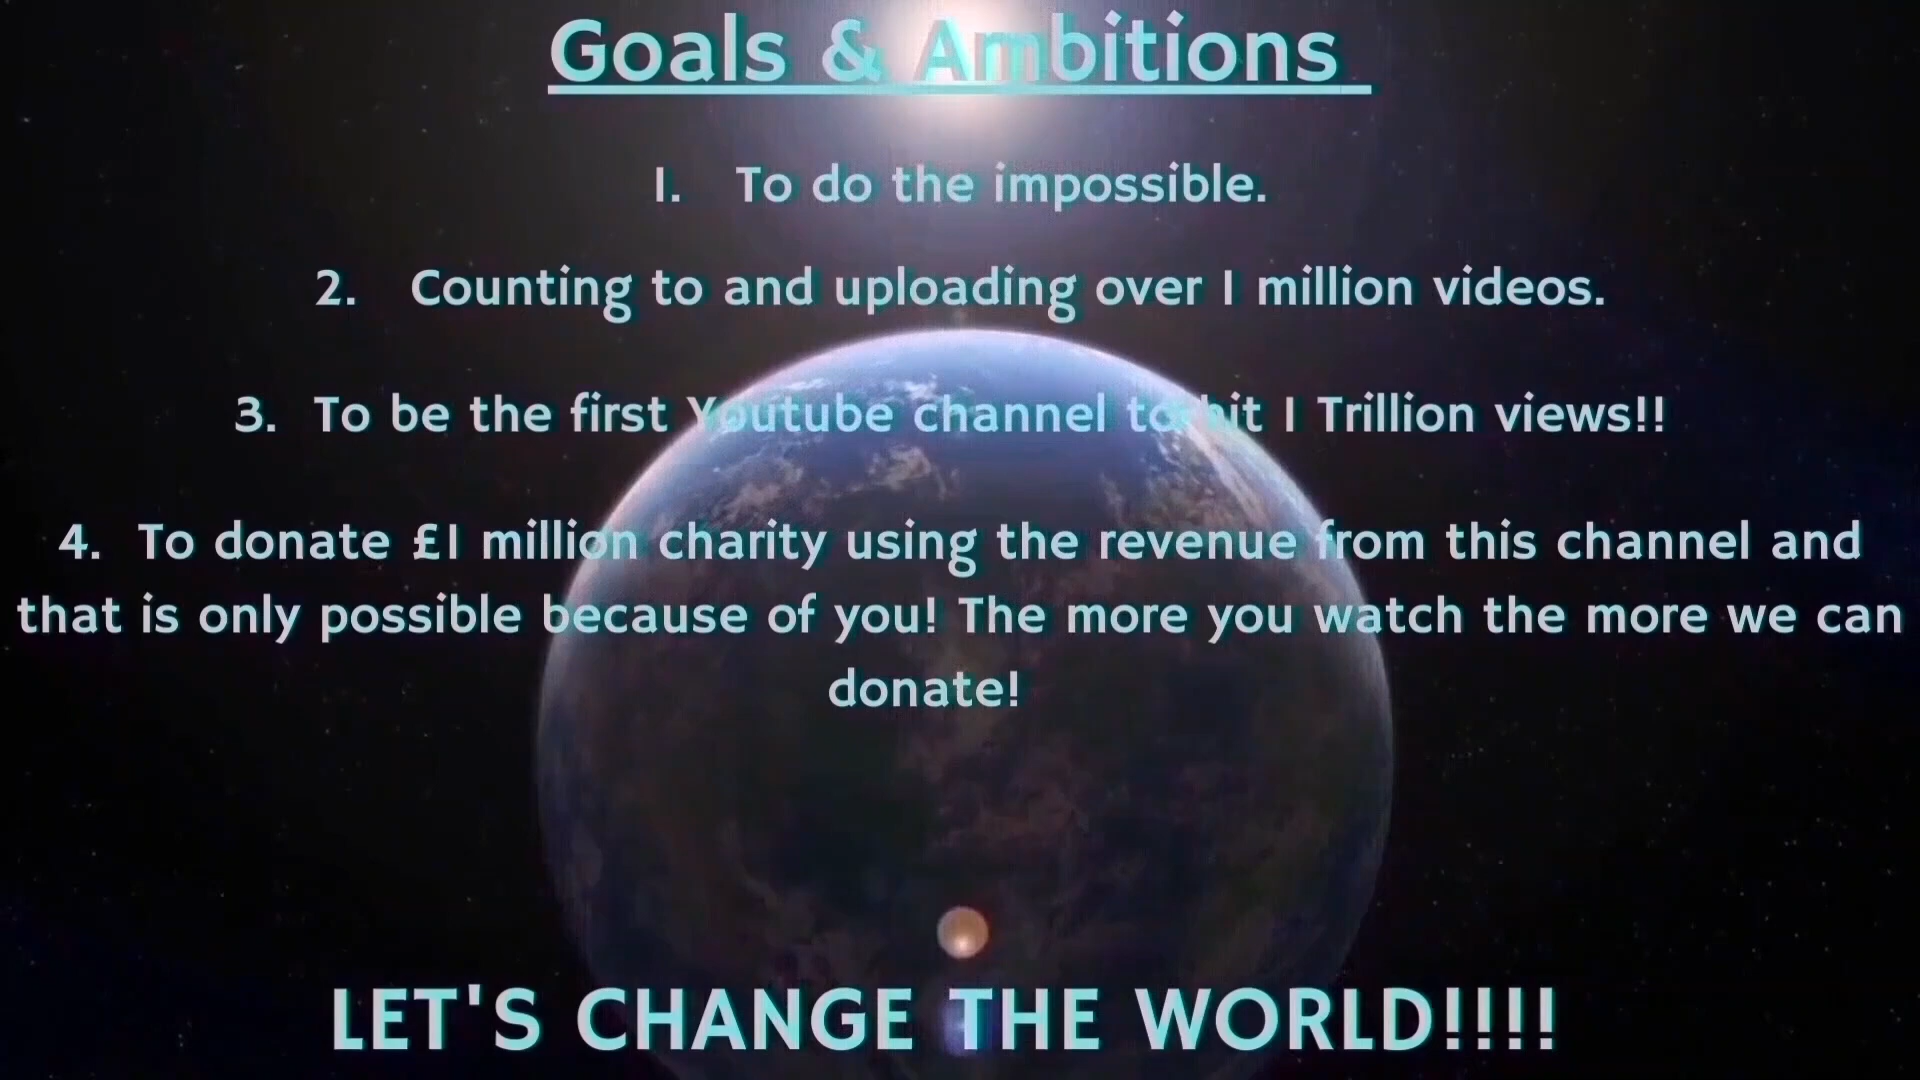 Goals & Ambitions
1. To do the impossible.
2. Counting to and uploading over 1 million videos.
3. To be the first Youtube channel to hit 1 Trillion views!!
4. To donate £1 million charity using the revenue from this channel and
that is only possible because of you! The more you watch the more we can
donate!
LET'S CHANGE THE WORLD!!!!